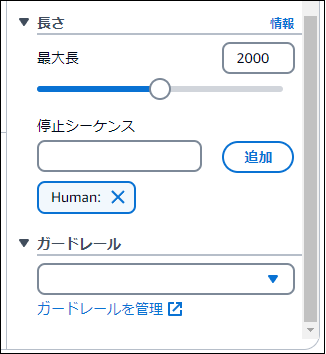 長さ 情報
最大長 2000
停止シーケンス
追加
Human:
ガードレール
ガードレールを管理